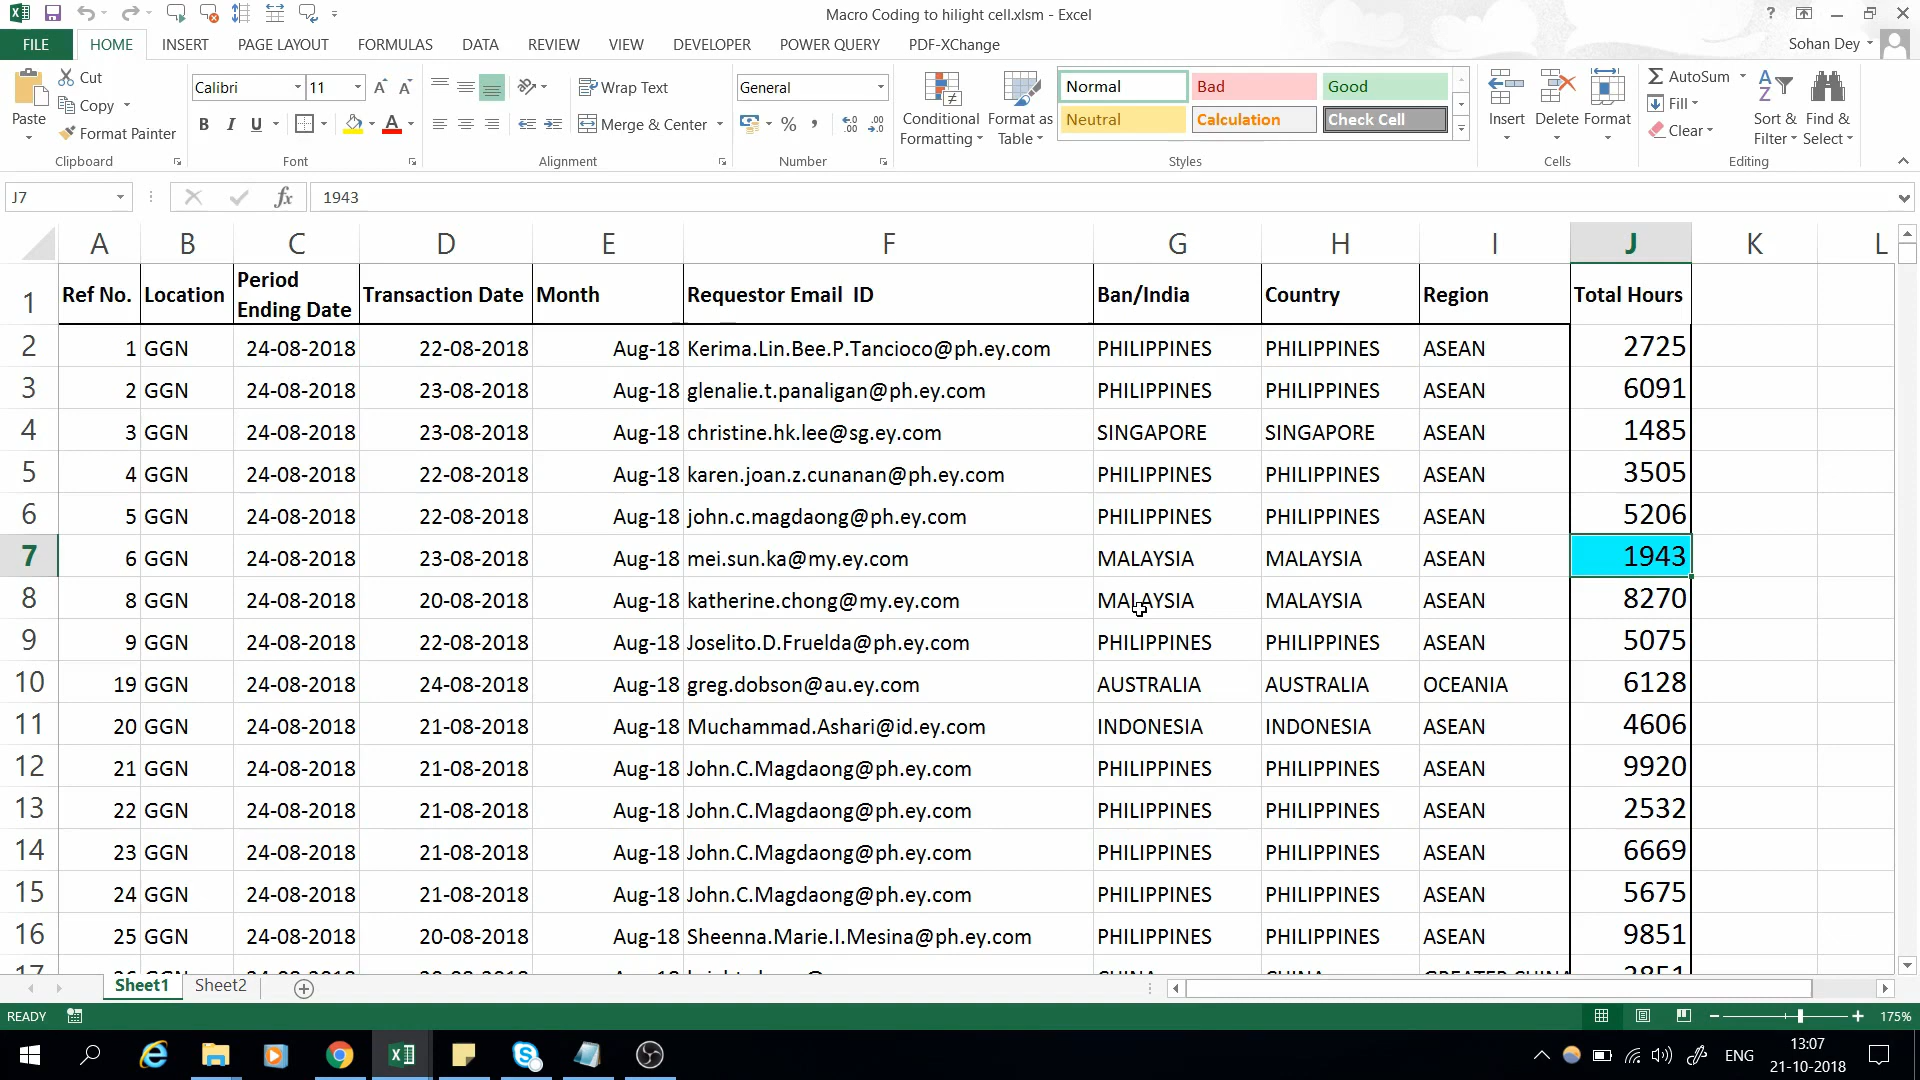 Macro Coding to hilight cell.xlsm - Excel
?
FILE HOME INSERT PAGE LAYOUT FORMULAS DATA REVIEW VIEW DEVELOPER POWER QUERY PDF-XChange
Sohan Dey
Paste Cut Copy Format Painter
Clipboard
Calibri 11
B I U
Font
Wrap Text
Merge & Center
Alignment
General
%
Number
Conditional Formatting
Format as Table
Normal Bad Good
Neutral Calculation Check Cell
Styles
Insert Delete Format
Cells
AutoSum
Fill
Clear
Sort & Filter
Find & Select
Editing
J7 fx 1943
A B C D E F G H I J K L
1 Ref No. Location Period Ending Date Transaction Date Month Requestor Email ID Ban/India Country Region Total Hours
2 1 GGN 24-08-2018 22-08-2018 Aug-18 Kerima.Lin.Bee.P.Tancioco@ph.ey.com PHILIPPINES PHILIPPINES ASEAN 2725
3 2 GGN 24-08-2018 23-08-2018 Aug-18 glenalie.t.panaligan@ph.ey.com PHILIPPINES PHILIPPINES ASEAN 6091
4 3 GGN 24-08-2018 23-08-2018 Aug-18 christine.hk.lee@sg.ey.com SINGAPORE SINGAPORE ASEAN 1485
5 4 GGN 24-08-2018 22-08-2018 Aug-18 karen.joan.z.cunanan@ph.ey.com PHILIPPINES PHILIPPINES ASEAN 3505
6 5 GGN 24-08-2018 22-08-2018 Aug-18 john.c.magdaong@ph.ey.com PHILIPPINES PHILIPPINES ASEAN 5206
7 6 GGN 24-08-2018 23-08-2018 Aug-18 mei.sun.ka@my.ey.com MALAYSIA MALAYSIA ASEAN 1943
8 8 GGN 24-08-2018 20-08-2018 Aug-18 katherine.chong@my.ey.com MALAYSIA MALAYSIA ASEAN 8270
9 9 GGN 24-08-2018 22-08-2018 Aug-18 Joselito.D.Fruelda@ph.ey.com PHILIPPINES PHILIPPINES ASEAN 5075
10 19 GGN 24-08-2018 24-08-2018 Aug-18 greg.dobson@au.ey.com AUSTRALIA AUSTRALIA OCEANIA 6128
11 20 GGN 24-08-2018 21-08-2018 Aug-18 Muchammad.Ashari@id.ey.com INDONESIA INDONESIA ASEAN 4606
12 21 GGN 24-08-2018 21-08-2018 Aug-18 John.C.Magdaong@ph.ey.com PHILIPPINES PHILIPPINES ASEAN 9920
13 22 GGN 24-08-2018 21-08-2018 Aug-18 John.C.Magdaong@ph.ey.com PHILIPPINES PHILIPPINES ASEAN 2532
14 23 GGN 24-08-2018 21-08-2018 Aug-18 John.C.Magdaong@ph.ey.com PHILIPPINES PHILIPPINES ASEAN 6669
15 24 GGN 24-08-2018 21-08-2018 Aug-18 John.C.Magdaong@ph.ey.com PHILIPPINES PHILIPPINES ASEAN 5675
16 25 GGN 24-08-2018 20-08-2018 Aug-18 Sheenna.Marie.I.Mesina@ph.ey.com PHILIPPINES PHILIPPINES ASEAN 9851
Sheet1 Sheet2
READY 175%
ENG 13:07
21-10-2018